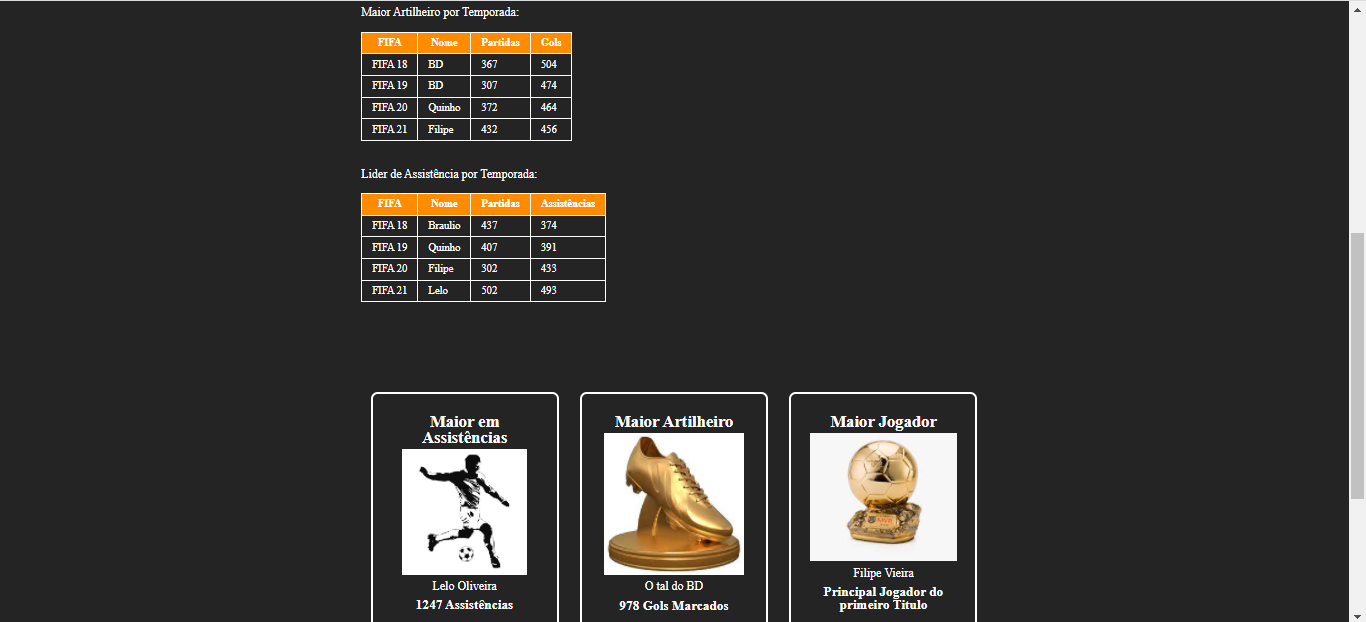 Maior Artilheiro por Temporada:
FIFA Nome Partidas Gols
FIFA 18 BD 367 504
FIFA 19 BD 307 474
FIFA 20 Quinho 372 464
FIFA 21 Filipe 432 456
Lider de Assistência por Temporada:
FIFA Nome Partidas Assistências
FIFA 18 Braulio 437 374
FIFA 19 Quinho 407 391
FIFA 20 Filipe 302 433
FIFA 21 Lelo 502 493
Maior em
Assistências
Lelo Oliveira
1247 Assistências
Maior Artilheiro
O tal do BD
978 Gols Marcados
Maior Jogador
Filipe Vieira
Principal Jogador do
primeiro Titulo